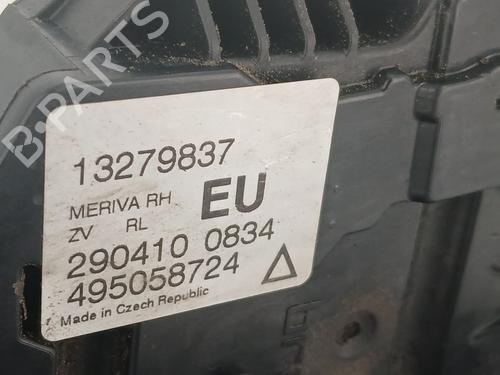 B-PARTS
13279837
MERIVA RH
EU
ZV RL
290410 0834
495058724
Made in Czech Republic